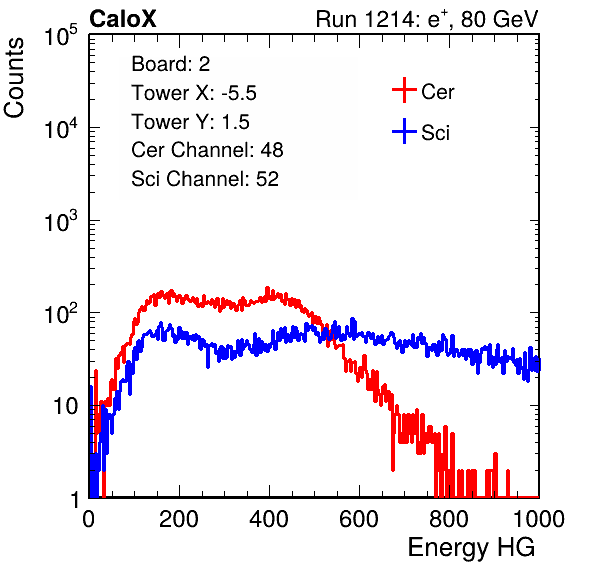 CaloX Run 1214: e⁺, 80 GeV
Counts
10⁵
10⁴
10³
10²
10
1
Board: 2
Tower X: -5.5
Tower Y: 1.5
Cer Channel: 48
Sci Channel: 52
Cer
Sci
0 200 400 600 800 1000
Energy HG